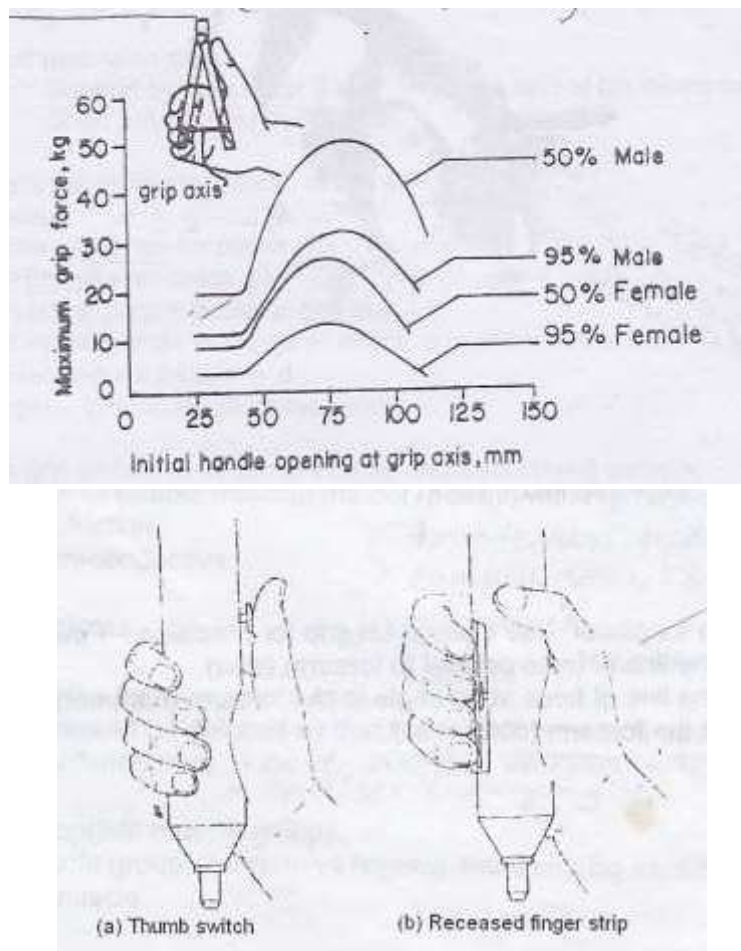 60
50
40
30
20
10
0
Maximum grip force, kg
grip axis
50% Male
95% Male
50% Female
95% Female
0 25 50 75 100 125 150
Initial handle opening at grip axis, mm
(a) Thumb switch
(b) Receased finger strip